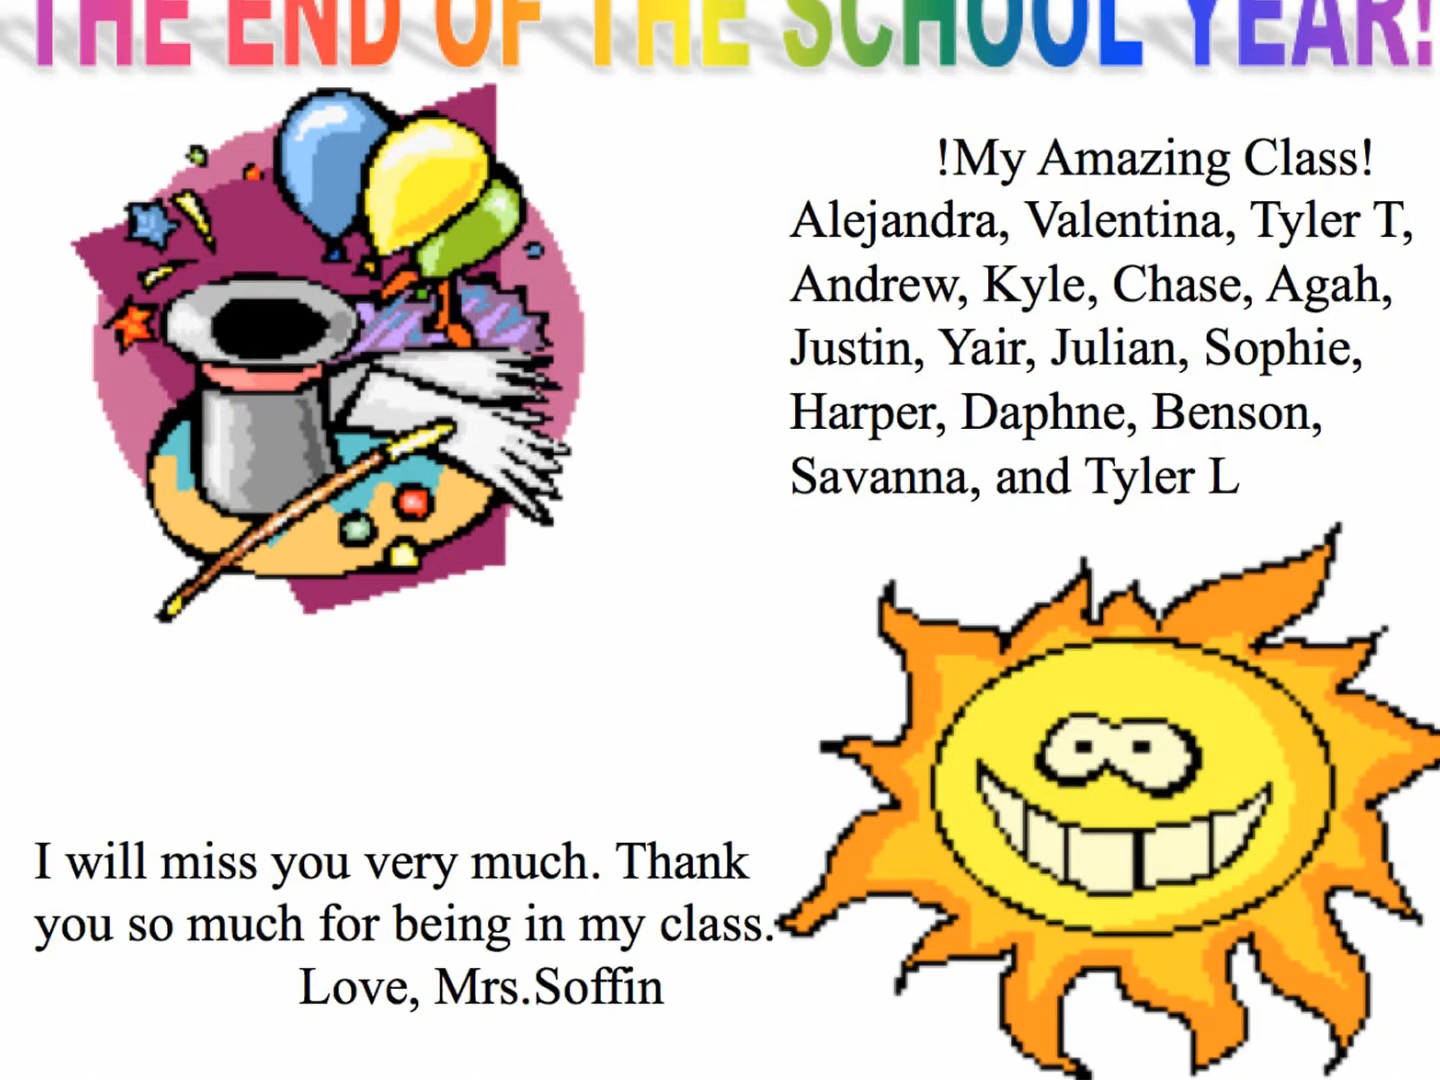 THE END OF THE SCHOOL YEAR!
!My Amazing Class!
Alejandra, Valentina, Tyler T,
Andrew, Kyle, Chase, Agah,
Justin, Yair, Julian, Sophie,
Harper, Daphne, Benson,
Savanna, and Tyler L
I will miss you very much. Thank
you so much for being in my class.
Love, Mrs.Soffin